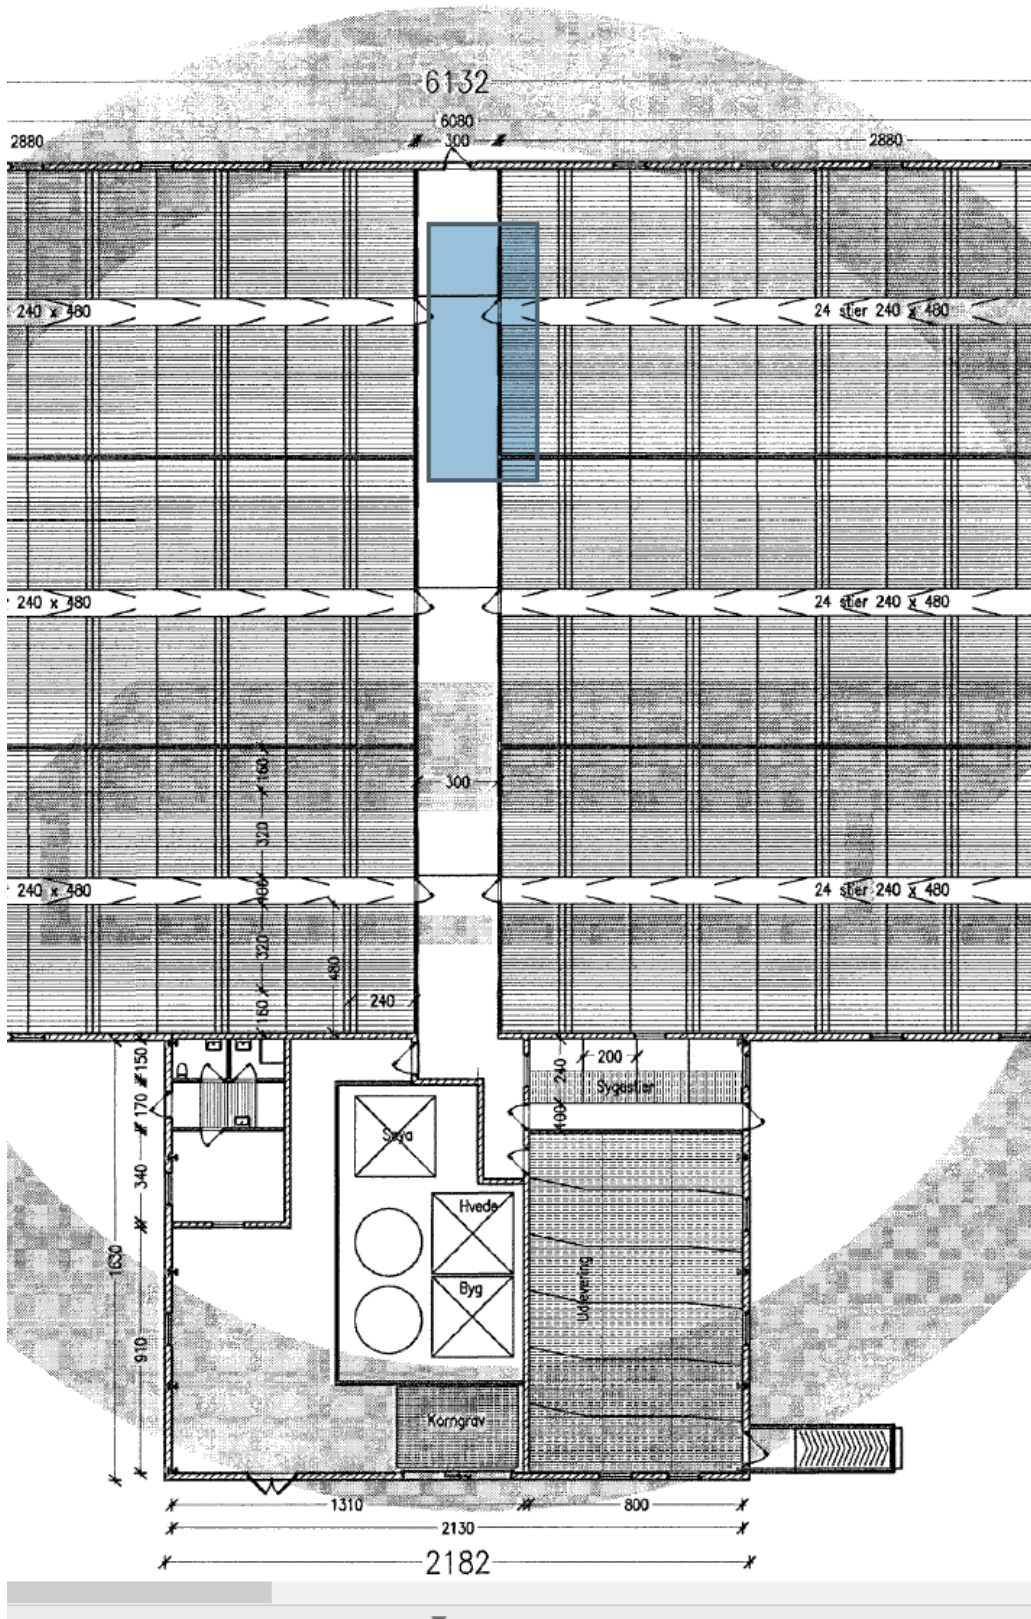 6132
6080
2880 300 2880
240 x 480 24 stier 240 x 480
240 x 480 24 stier 240 x 480
160
300
320
240 x 480 100 24 stier 240 x 480
320
480
160 240
150 200 240
Sygestier
170 100
Soya
340
Hvede
1630 Udlevering
Byg
910
Korngrav
1310 800
2130
2182